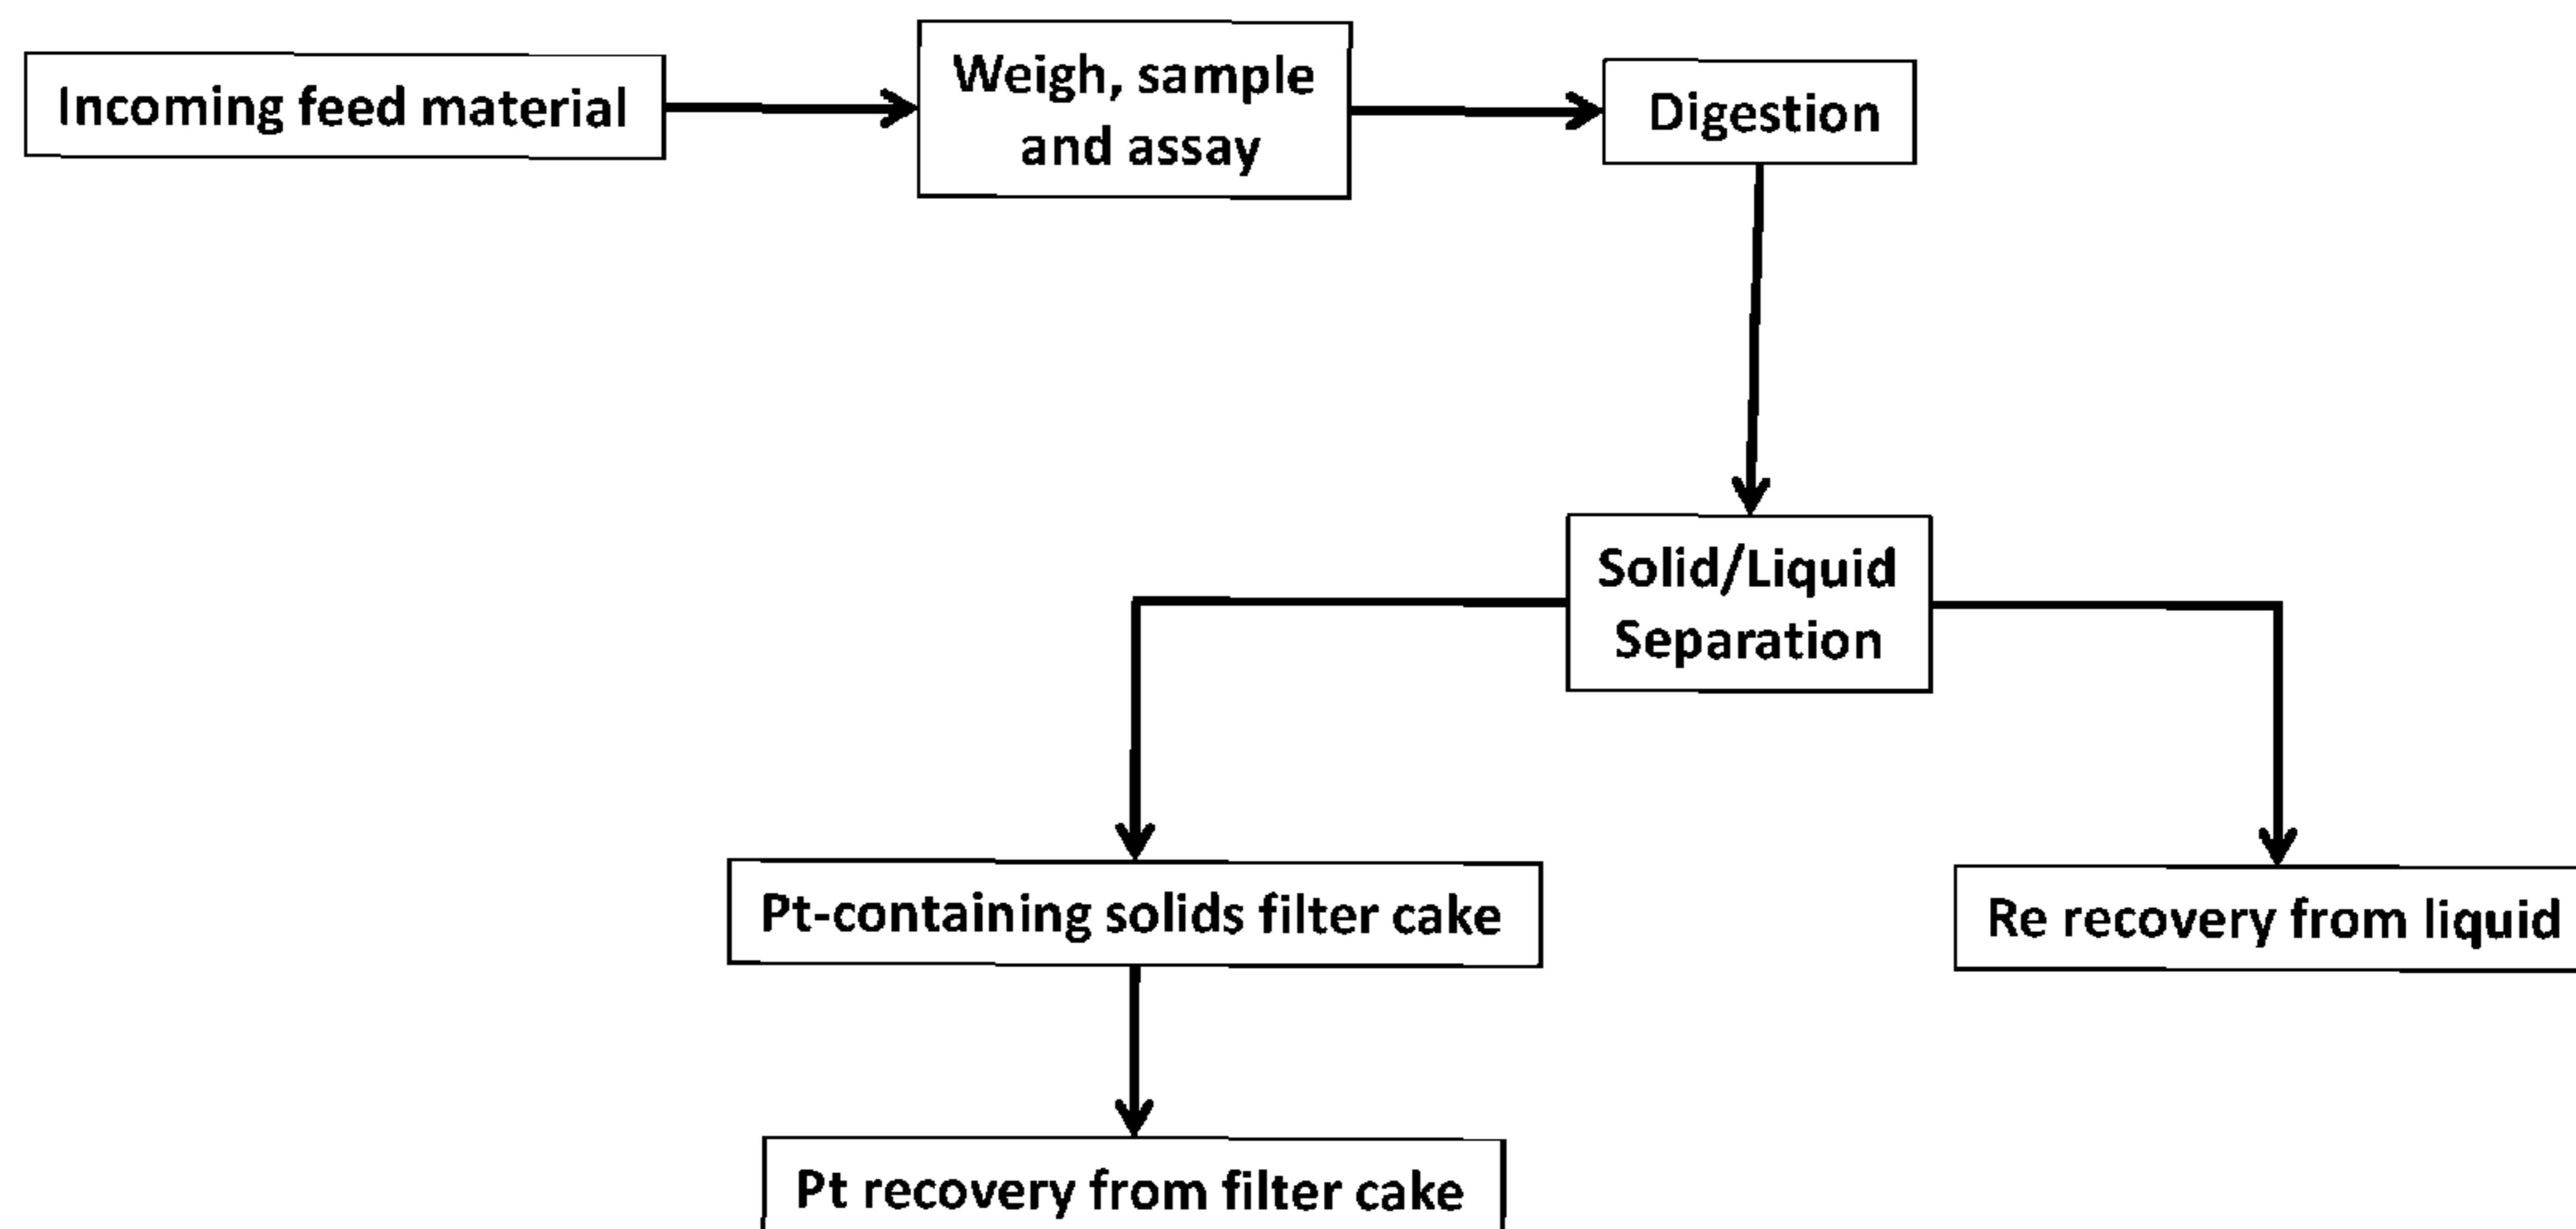 Incoming feed material
Weigh, sample
and assay
Digestion
Solid/Liquid
Separation
Pt-containing solids filter cake
Re recovery from liquid
Pt recovery from filter cake